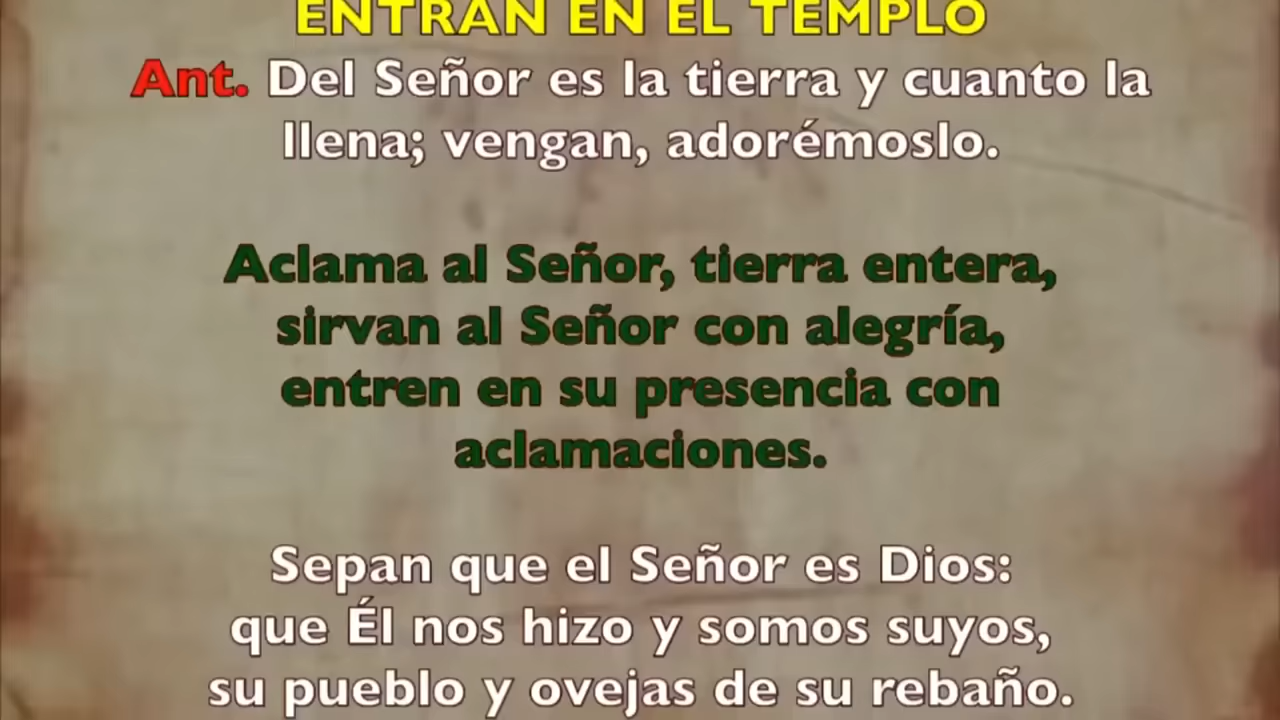 ENTRAN EN EL TEMPLO
Ant. Del Señor es la tierra y cuanto la
llena; vengan, adorémoslo.
Aclama al Señor, tierra entera,
sirvan al Señor con alegría,
entren en su presencia con
aclamaciones.
Sepan que el Señor es Dios:
que Él nos hizo y somos suyos,
su pueblo y ovejas de su rebaño.